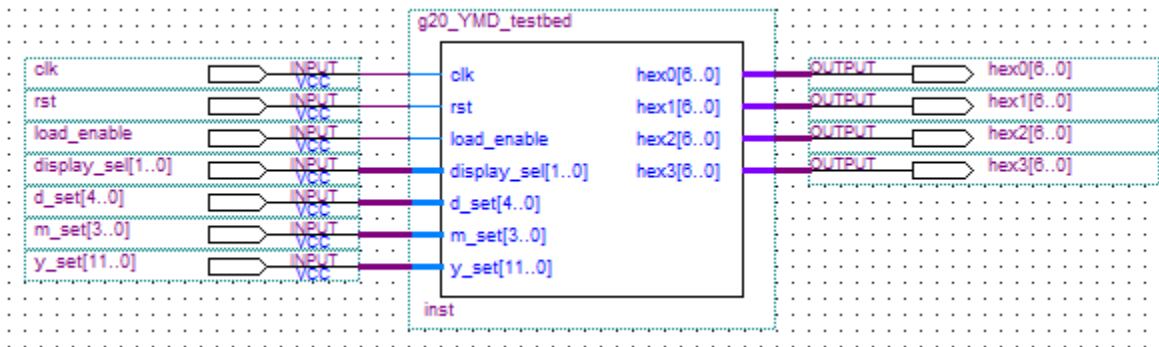 g20_YMD_testbed
clk INPUT VCC clk hex0[6..0] OUTPUT hex0[6..0]
rst INPUT VCC rst hex1[6..0] OUTPUT hex1[6..0]
load_enable INPUT VCC load_enable hex2[6..0] OUTPUT hex2[6..0]
display_sel[1..0] INPUT VCC display_sel[1..0] hex3[6..0] OUTPUT hex3[6..0]
d_set[4..0] INPUT VCC d_set[4..0]
m_set[3..0] INPUT VCC m_set[3..0]
y_set[11..0] INPUT VCC y_set[11..0]
inst